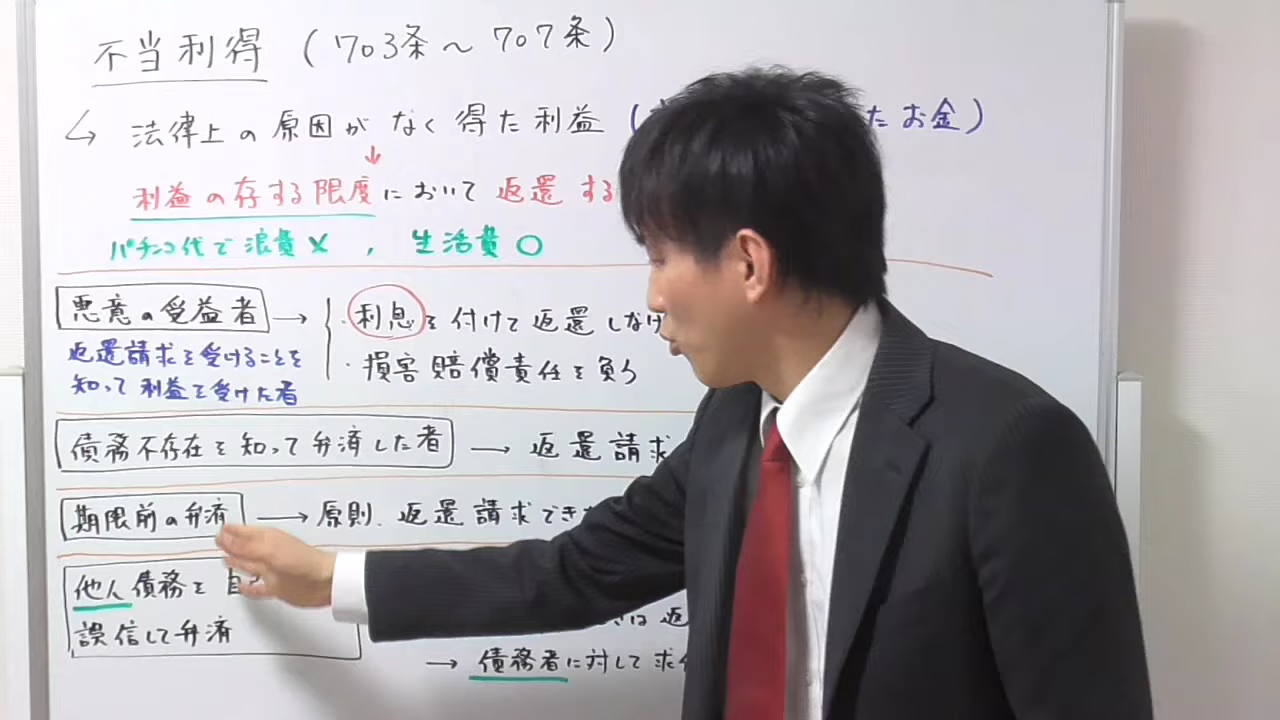 不当利得 (703条～707条)
↳ 法律上の原因がなく得た利益 ( たお金)
↓
利益の存する限度において返還する
パチンコ代で浪費×, 生活費○
悪意の受益者 → ・利息を付けて返還しなけ
返還請求を受けることを
・損害賠償責任を負う
知って利益を受けた者
債務不存在を知って弁済した者 → 返還請求
期限前の弁済 → 原則、返還請求でき
他人債務を自
誤信して弁済
は返
→ 債務者に対して求